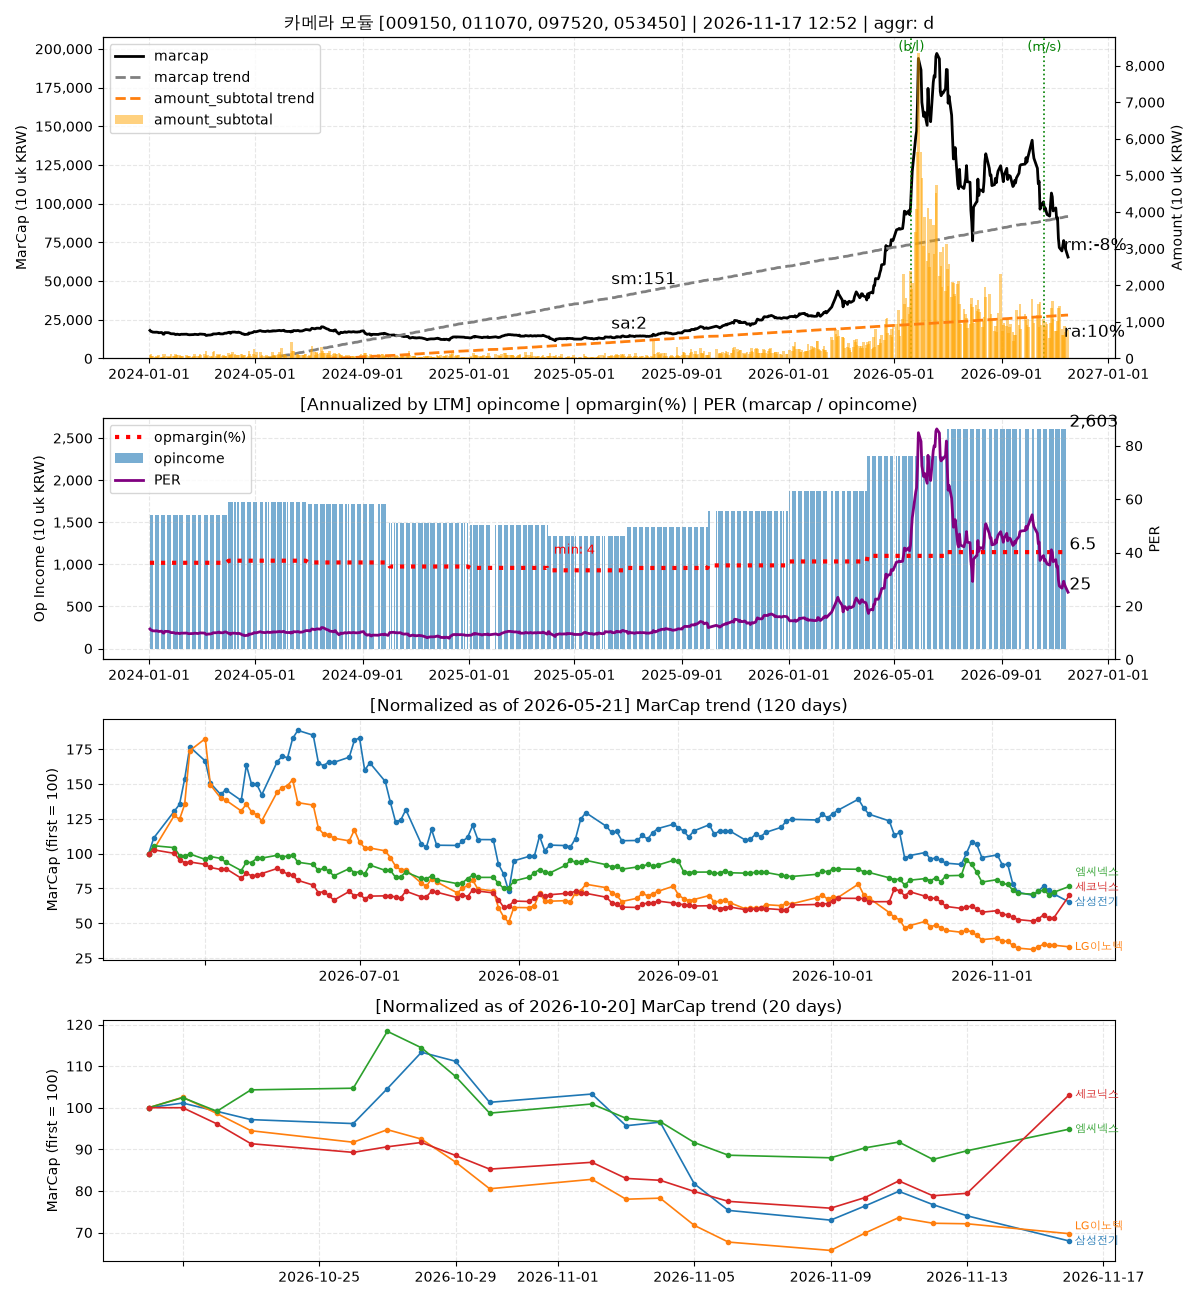 카메라 모듈 [009150, 011070, 097520, 053450] | 2026-11-17 12:52 | aggr: d
MarCap (10 uk KRW)
200,000
175,000
150,000
125,000
100,000
75,000
50,000
25,000
0
marcap
marcap trend
amount_subtotal trend
amount_subtotal
(b/l)
(m/s)
sm:151
sa:2
rm:-8%
ra:10%
8,000
7,000
6,000
5,000
4,000
3,000
2,000
1,000
0
Amount (10 uk KRW)
2024-01-01
2024-05-01
2024-09-01
2025-01-01
2025-05-01
2025-09-01
2026-01-01
2026-05-01
2026-09-01
2027-01-01
[Annualized by LTM] opincome | opmargin(%) | PER (marcap / opincome)
Op Income (10 uk KRW)
2,500
2,000
1,500
1,000
500
0
opmargin(%)
opincome
PER
min: 4
2,603
6.5
25
80
60
40
20
0
PER
2024-01-01
2024-05-01
2024-09-01
2025-01-01
2025-05-01
2025-09-01
2026-01-01
2026-05-01
2026-09-01
2027-01-01
[Normalized as of 2026-05-21] MarCap trend (120 days)
MarCap (first = 100)
175
150
125
100
75
50
25
엠씨넥스
세코닉스
삼성전기
LG이노텍
2026-07-01
2026-08-01
2026-09-01
2026-10-01
2026-11-01
[Normalized as of 2026-10-20] MarCap trend (20 days)
MarCap (first = 100)
120
110
100
90
80
70
세코닉스
엠씨넥스
LG이노텍
삼성전기
2026-10-25
2026-10-29
2026-11-01
2026-11-05
2026-11-09
2026-11-13
2026-11-17